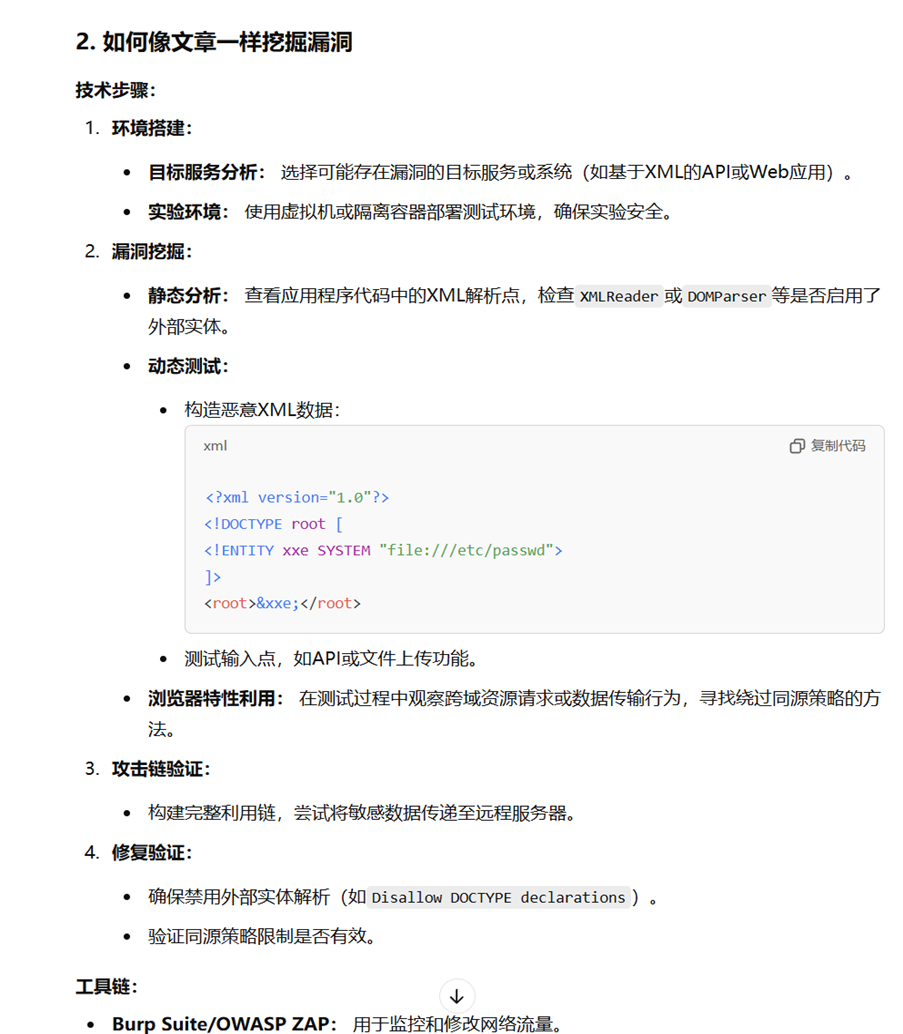 2. 如何像文章一样挖掘漏洞
技术步骤：
1. 环境搭建：
• 目标服务分析： 选择可能存在漏洞的目标服务或系统（如基于XML的API或Web应用）。
• 实验环境： 使用虚拟机或隔离容器部署测试环境，确保实验安全。
2. 漏洞挖掘：
• 静态分析： 查看应用程序代码中的XML解析点，检查 XMLReader 或 DOMParser 等是否启用了
外部实体。
• 动态测试：
• 构造恶意XML数据：
xml 复制代码
<?xml version="1.0"?>
<!DOCTYPE root [
<!ENTITY xxe SYSTEM "file:///etc/passwd">
]>
<root>&xxe;</root>
• 测试输入点，如API或文件上传功能。
• 浏览器特性利用： 在测试过程中观察跨域资源请求或数据传输行为，寻找绕过同源策略的方
法。
3. 攻击链验证：
• 构建完整利用链，尝试将敏感数据传递至远程服务器。
4. 修复验证：
• 确保禁用外部实体解析（如 Disallow DOCTYPE declarations ）。
• 验证同源策略限制是否有效。
工具链：
• Burp Suite/OWASP ZAP： 用于监控和修改网络流量。